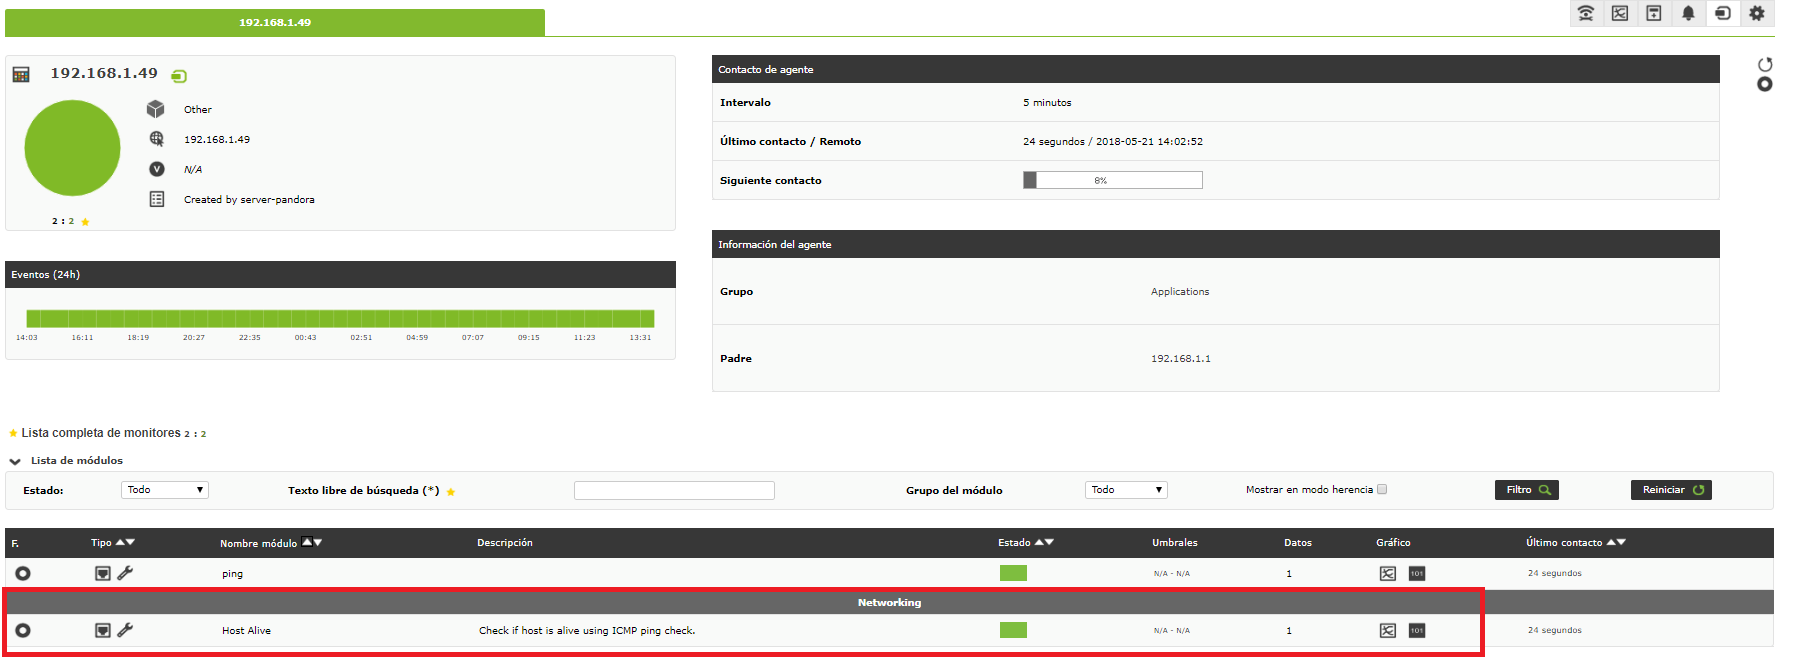 192.168.1.49
192.168.1.49
Other
192.168.1.49
N/A
Created by server-pandora
2 : 2
Eventos (24h)
14:03 16:11 18:19 20:27 22:35 00:43 02:51 04:59 07:07 09:15 11:23 13:31
Contacto de agente
Intervalo 5 minutos
Último contacto / Remoto 24 segundos / 2018-05-21 14:02:52
Siguiente contacto 8%
Información del agente
Grupo Applications
Padre 192.168.1.1
Lista completa de monitores 2 : 2
Lista de módulos
Estado: Todo Texto libre de búsqueda (*) Grupo del módulo Todo Mostrar en modo herencia Filtro Reiniciar
F. Tipo Nombre módulo Descripción Estado Umbrales Datos Gráfico Último contacto
ping N/A - N/A 1 101 24 segundos
Networking
Host Alive Check if host is alive using ICMP ping check. N/A - N/A 1 101 24 segundos